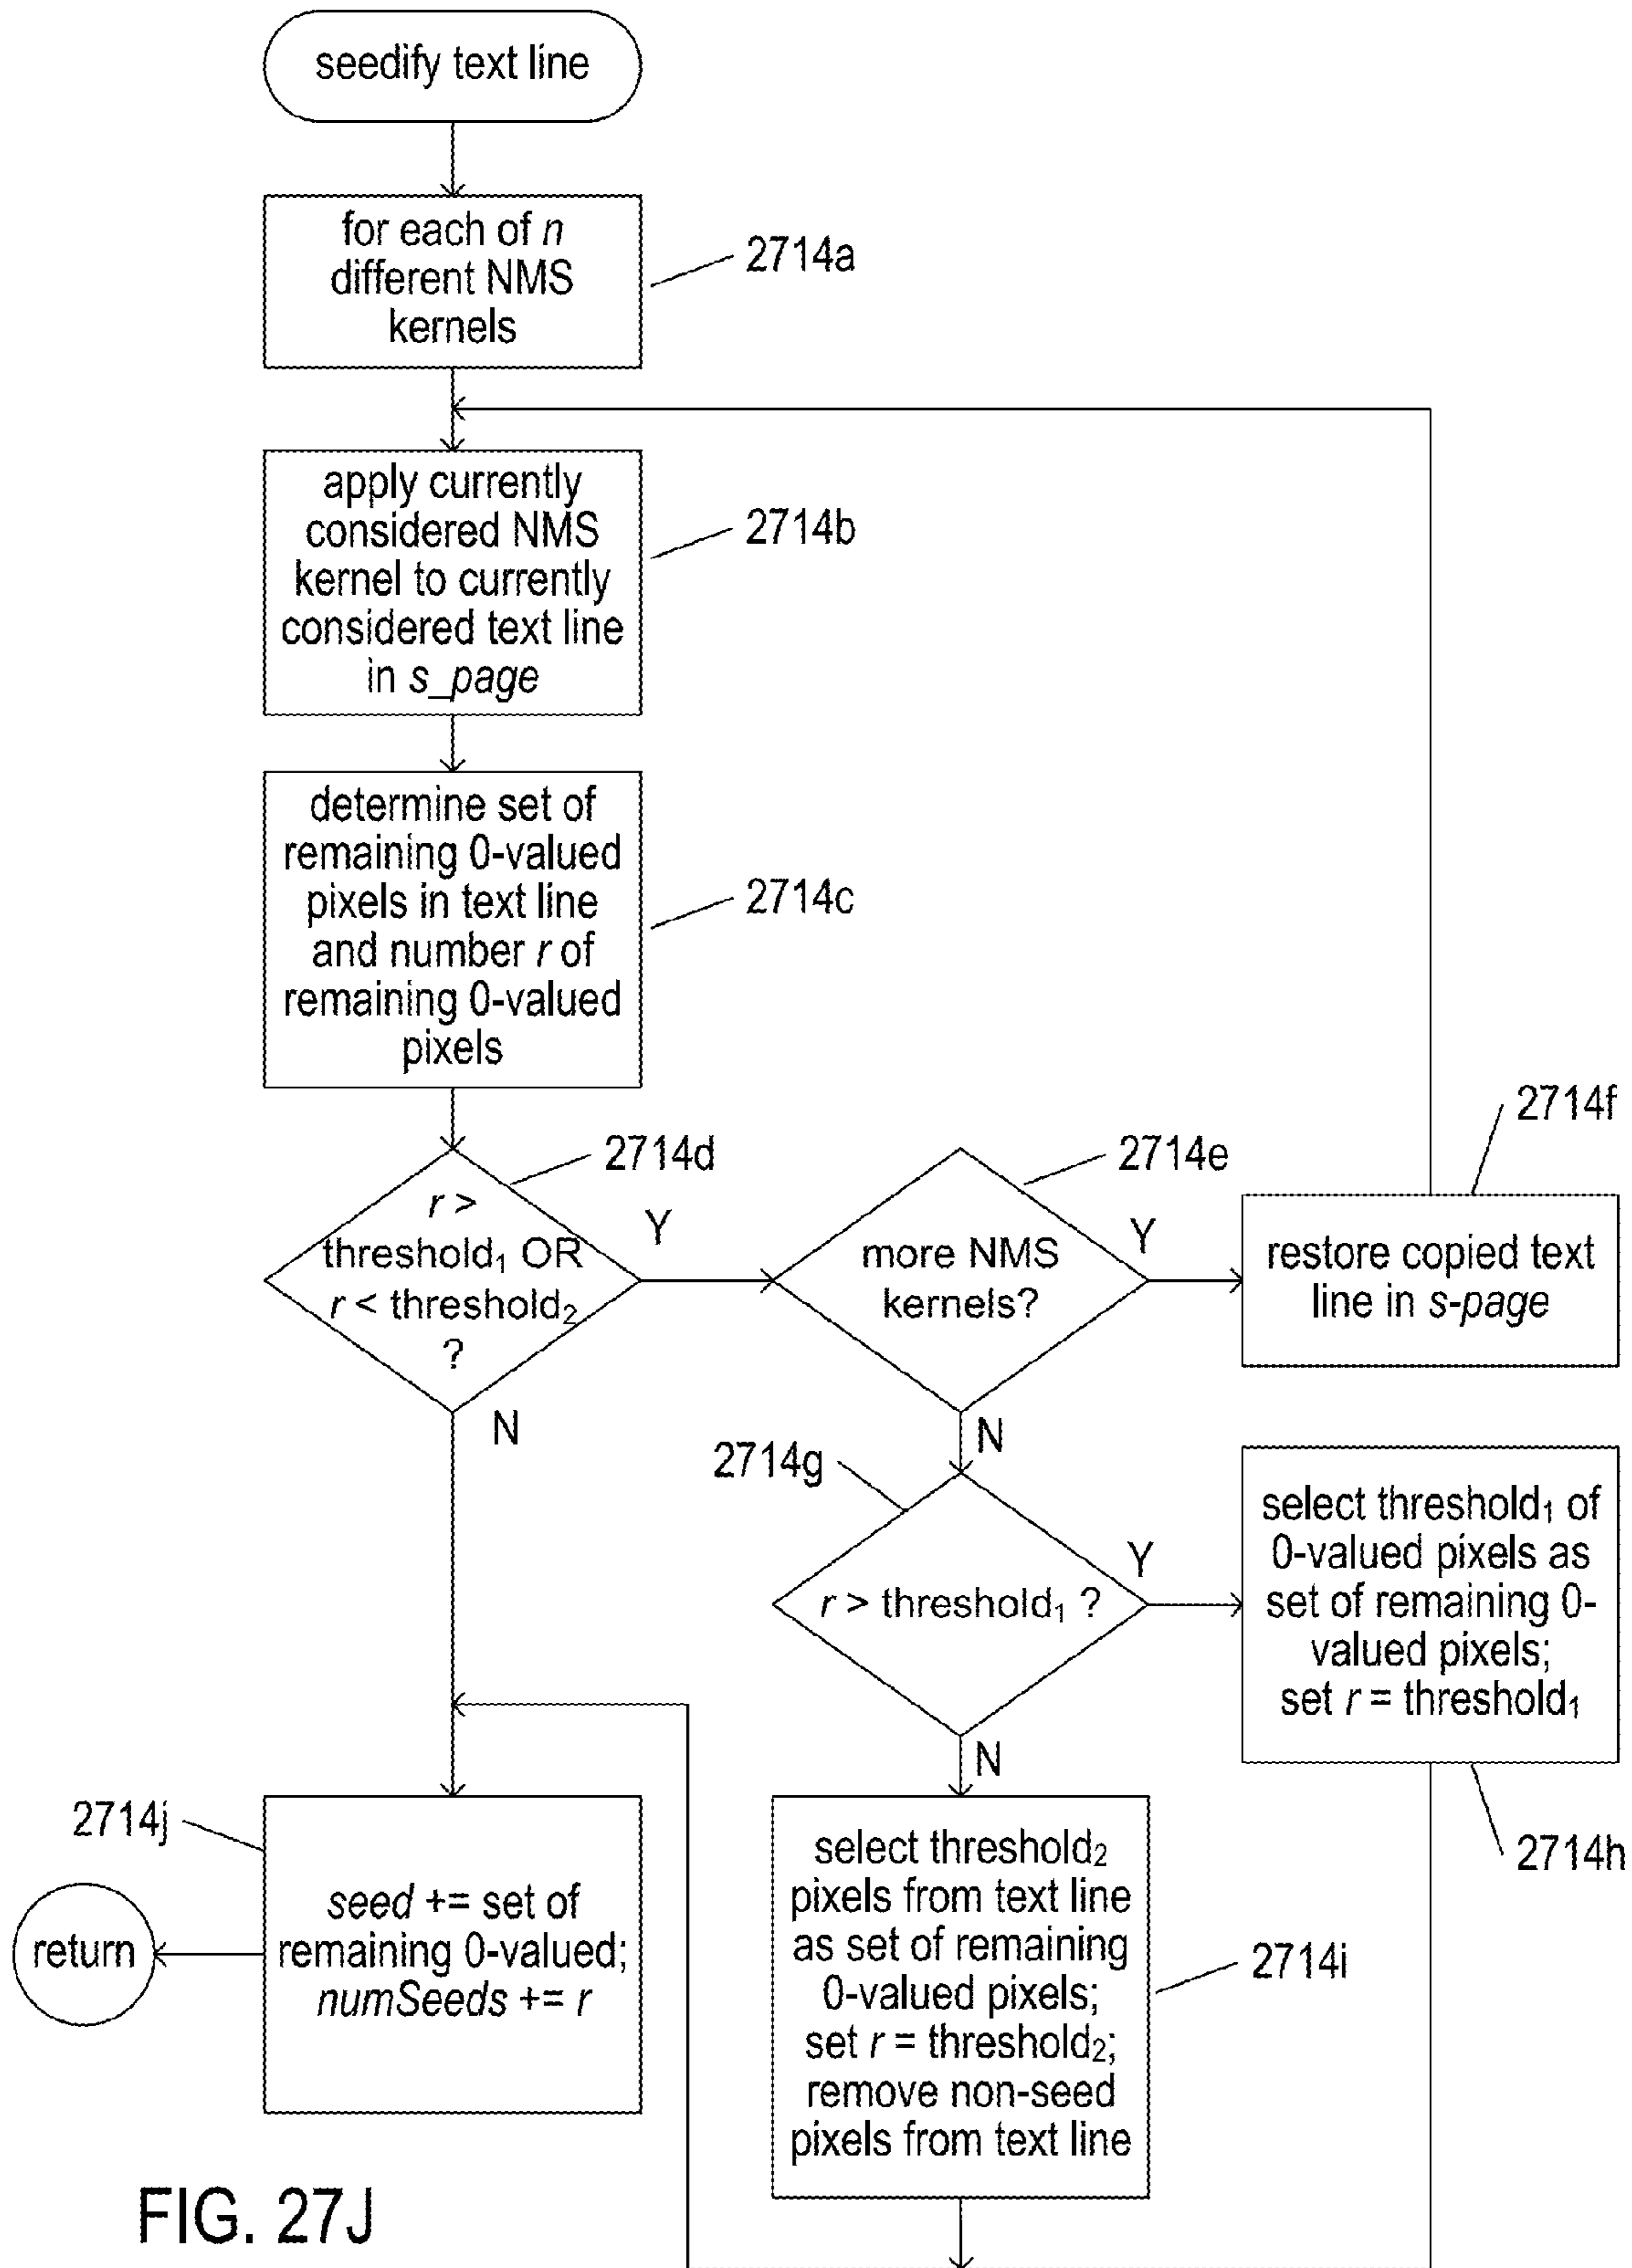 seedify text line
for each of n
different NMS
kernels
2714a
apply currently
considered NMS
kernel to currently
considered text line
in s_page
2714b
determine set of
remaining 0-valued
pixels in text line
and number r of
remaining 0-valued
pixels
2714c
2714d
r >
threshold₁ OR
r < threshold₂
?
Y
N
2714e
more NMS
kernels?
Y
N
2714f
restore copied text
line in s-page
2714g
r > threshold₁ ?
Y
N
select threshold₁ of
0-valued pixels as
set of remaining 0-
valued pixels;
set r = threshold₁
2714h
select threshold₂
pixels from text line
as set of remaining
0-valued pixels;
set r = threshold₂;
remove non-seed
pixels from text line
2714i
2714j
seed += set of
remaining 0-valued;
numSeeds += r
return
FIG. 27J